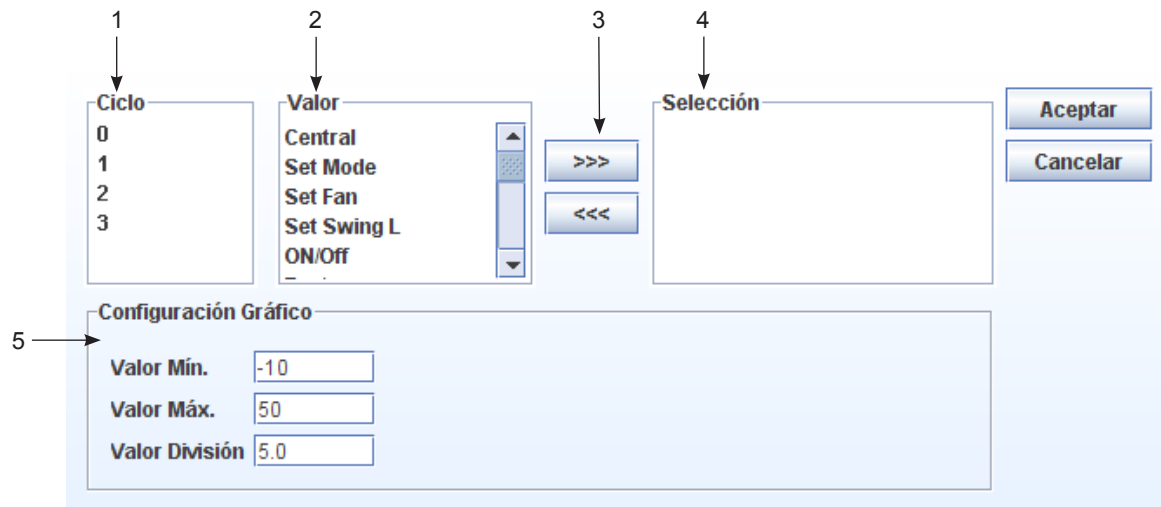 1 2 3 4
Ciclo
0
1
2
3
Valor
Central
Set Mode
Set Fan
Set Swing L
ON/Off
>>>
<<<
Selección
Aceptar
Cancelar
5
Configuración Gráfico
Valor Mín. -10
Valor Máx. 50
Valor División 5.0